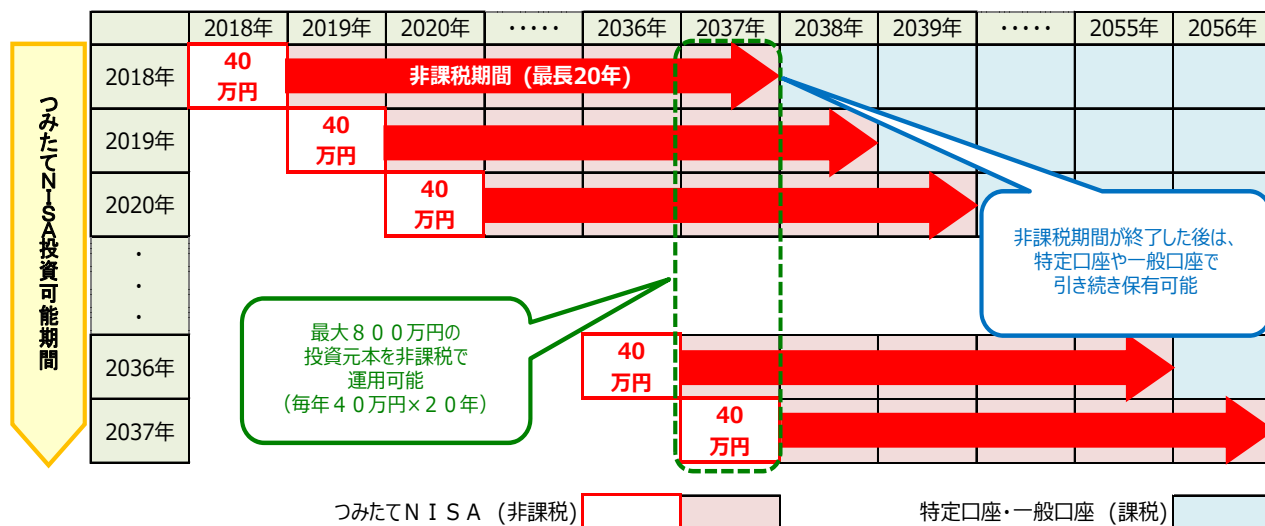 2018年 2019年 2020年 ‥‥‥ 2036年 2037年 2038年 2039年 ‥‥‥ 2055年 2056年
つみたてNISA投資可能期間
2018年
40
万円
非課税期間 (最長20年)
2019年
40
万円
2020年
40
万円
非課税期間が終了した後は、
特定口座や一般口座で
引き続き保有可能
・
・
・
・
最大８００万円の
投資元本を非課税で
運用可能
（毎年４０万円×２０年）
2036年
40
万円
2037年
40
万円
つみたてＮＩＳＡ (非課税)
特定口座・一般口座 (課税)